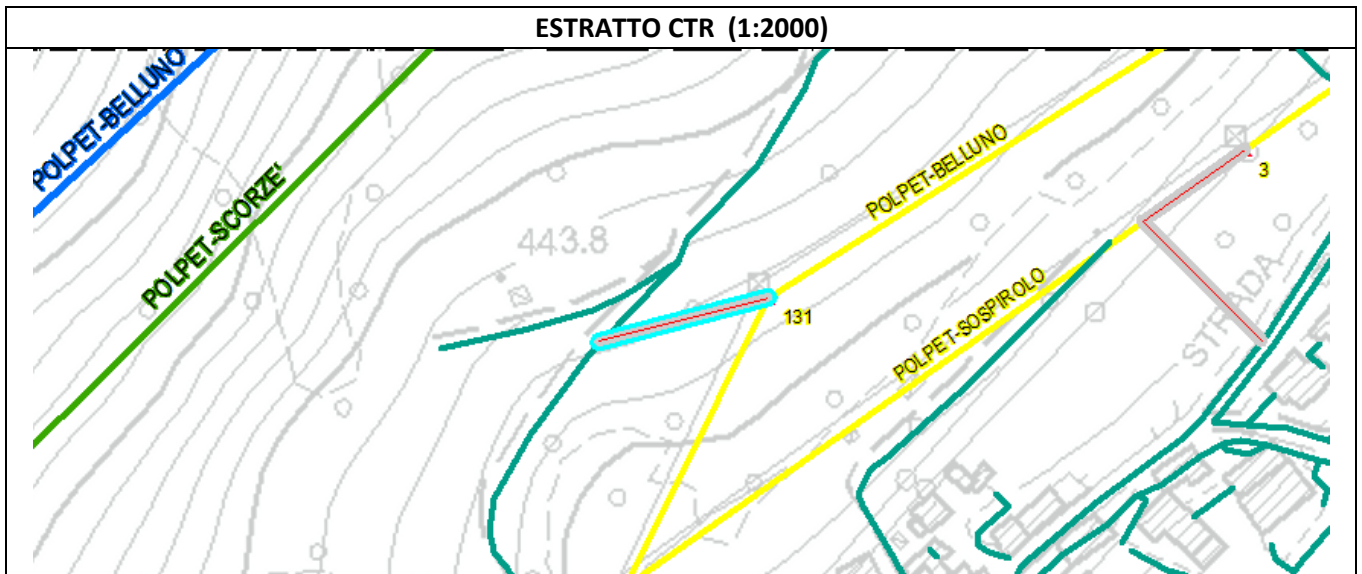 ESTRATTO CTR (1:2000)
POLPET-BELLUNO
POLPET-SCORZE'
POLPET-BELLUNO
3
443.8
131
POLPET-SOSPIROLO
STRADA